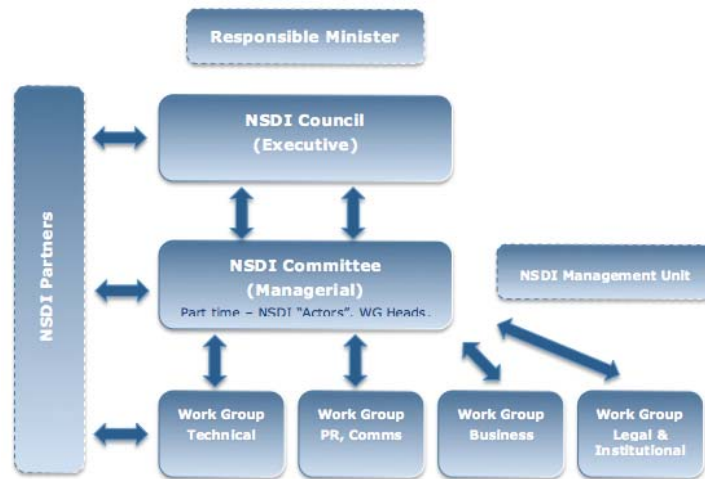 Responsible Minister
NSDI Partners
NSDI Council
(Executive)
NSDI Committee
(Managerial)
Part time – NSDI "Actors", WG Heads.
NSDI Management Unit
Work Group
Technical
Work Group
PR, Comms
Work Group
Business
Work Group
Legal &
Institutional